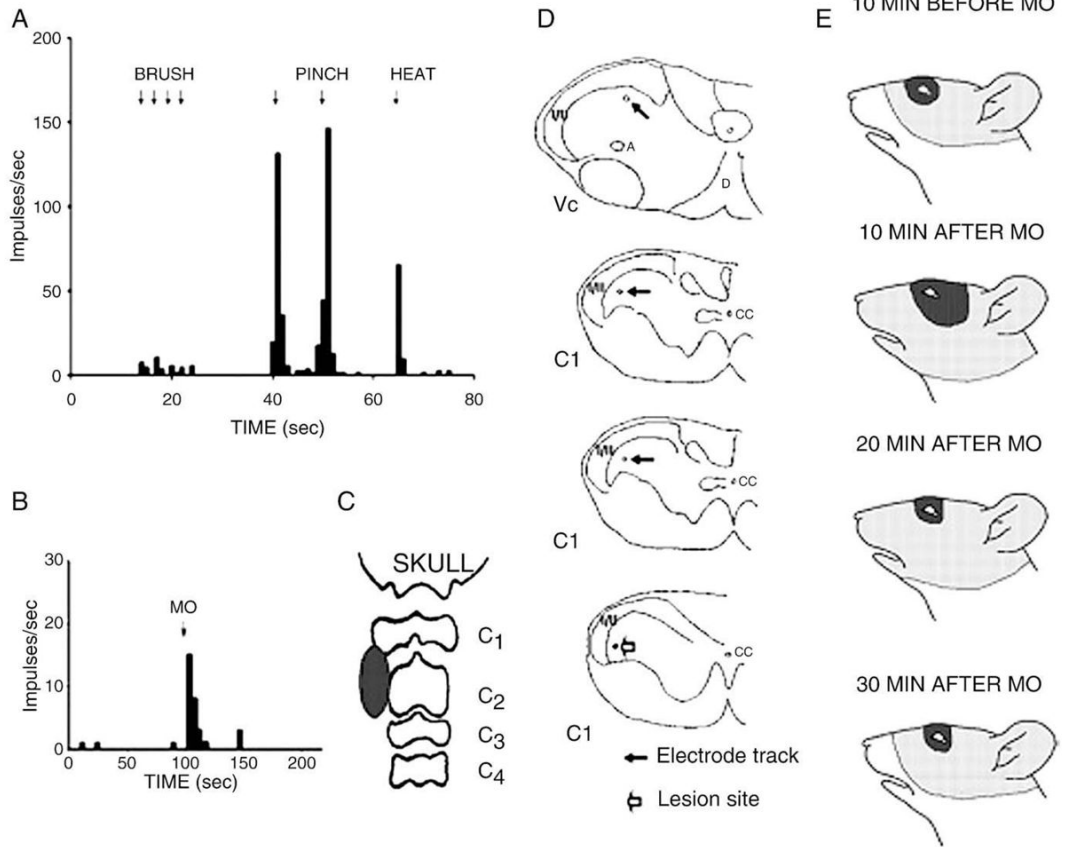 A
200
150
100
50
0
Impulses/sec
BRUSH
PINCH
HEAT
0
20
40
60
80
TIME (sec)
B
30
20
10
0
Impulses/sec
MO
0
50
100
150
200
TIME (sec)
C
SKULL
C1
C2
C3
C4
D
A
D
Vc
CC
C1
CC
C1
CC
C1
Electrode track
Lesion site
E
10 MIN BEFORE MO
10 MIN AFTER MO
20 MIN AFTER MO
30 MIN AFTER MO